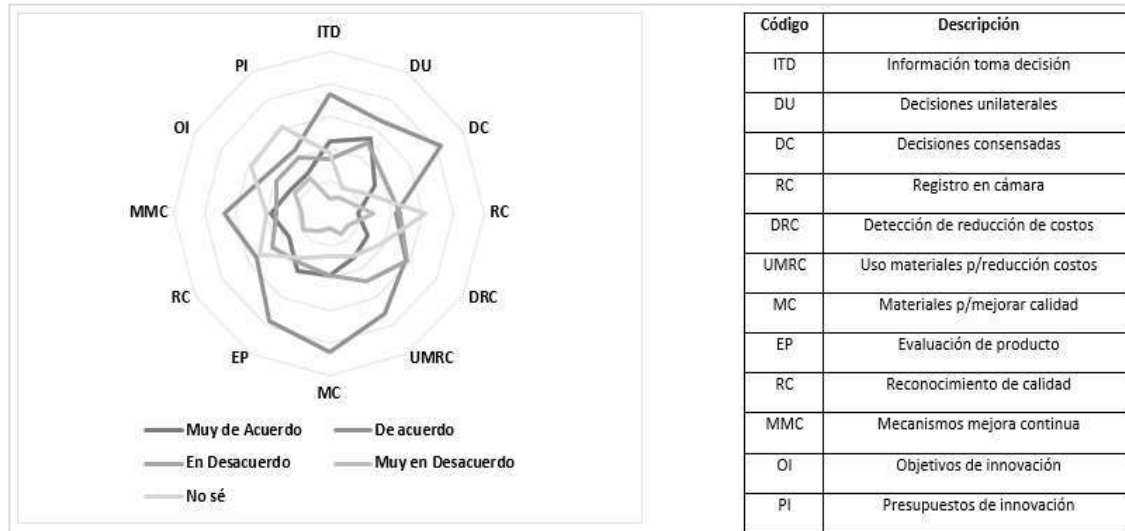 ITD
PI
DU
OI
DC
MMC
RC
RC
DRC
EP
UMRC
MC
Muy de Acuerdo
De acuerdo
En Desacuerdo
Muy en Desacuerdo
No sé
Código Descripción
ITD Información toma decisión
DU Decisiones unilaterales
DC Decisiones consensadas
RC Registro en cámara
DRC Detección de reducción de costos
UMRC Uso materiales p/reducción costos
MC Materiales p/mejorar calidad
EP Evaluación de producto
RC Reconocimiento de calidad
MMC Mecanismos mejora continua
OI Objetivos de innovación
PI Presupuestos de innovación